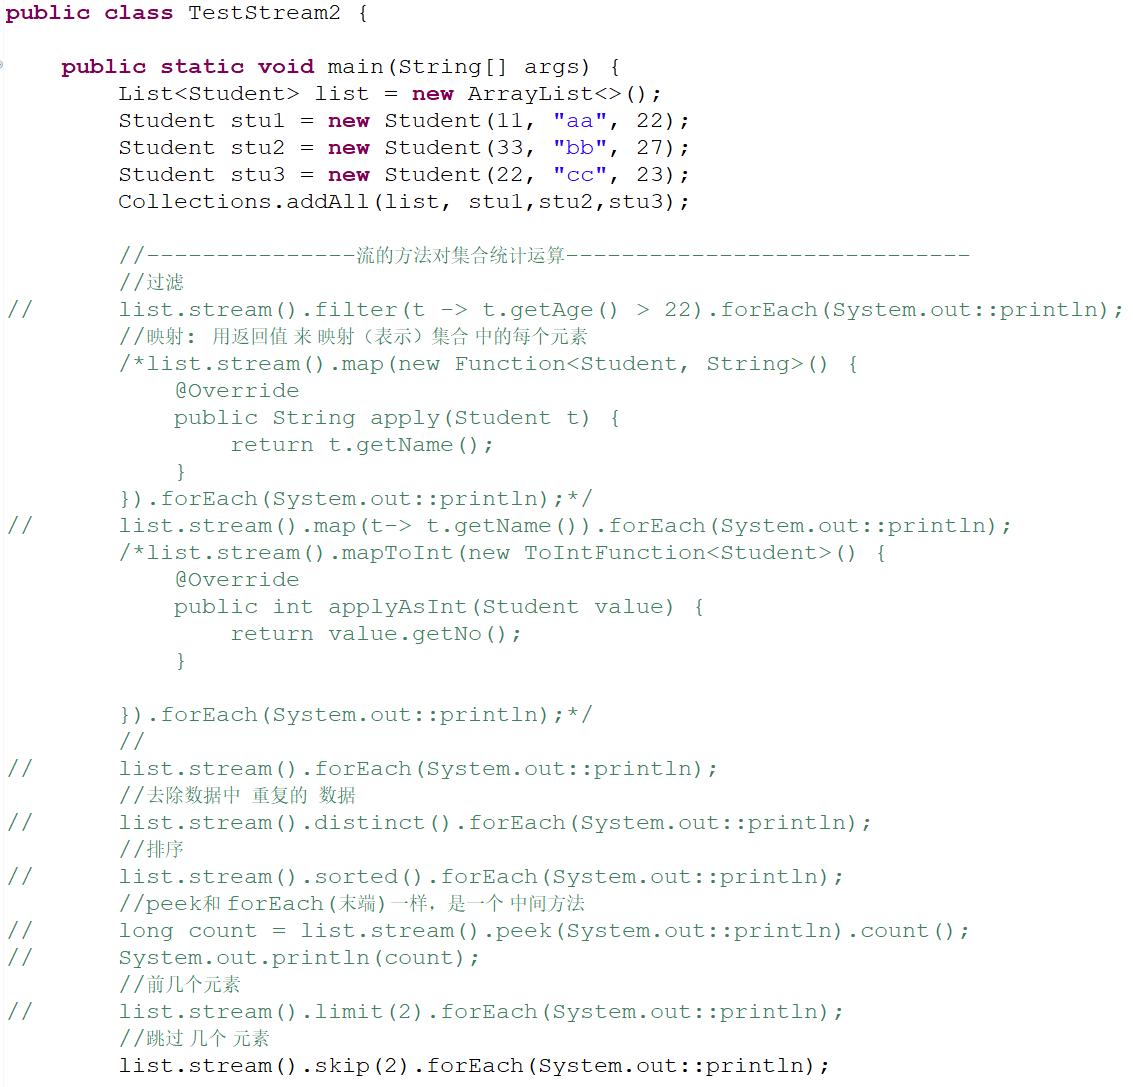 public class TestStream2 {
public static void main(String[] args) {
List<Student> list = new ArrayList<>();
Student stu1 = new Student(11, "aa", 22);
Student stu2 = new Student(33, "bb", 27);
Student stu3 = new Student(22, "cc", 23);
Collections.addAll(list, stu1,stu2,stu3);
//---------------流的方法对集合统计运算-----------------------------
//过滤
// list.stream().filter(t -> t.getAge() > 22).forEach(System.out::println);
//映射: 用返回值 来 映射（表示）集合 中的每个元素
/*list.stream().map(new Function<Student, String>() {
@Override
public String apply(Student t) {
return t.getName();
}
}).forEach(System.out::println);*/
// list.stream().map(t-> t.getName()).forEach(System.out::println);
/*list.stream().mapToInt(new ToIntFunction<Student>() {
@Override
public int applyAsInt(Student value) {
return value.getNo();
}
}).forEach(System.out::println);*/
//
// list.stream().forEach(System.out::println);
//去除数据中 重复的 数据
// list.stream().distinct().forEach(System.out::println);
//排序
// list.stream().sorted().forEach(System.out::println);
//peek和 forEach(末端)一样，是一个 中间方法
// long count = list.stream().peek(System.out::println).count();
// System.out.println(count);
//前几个元素
// list.stream().limit(2).forEach(System.out::println);
//跳过 几个 元素
list.stream().skip(2).forEach(System.out::println);